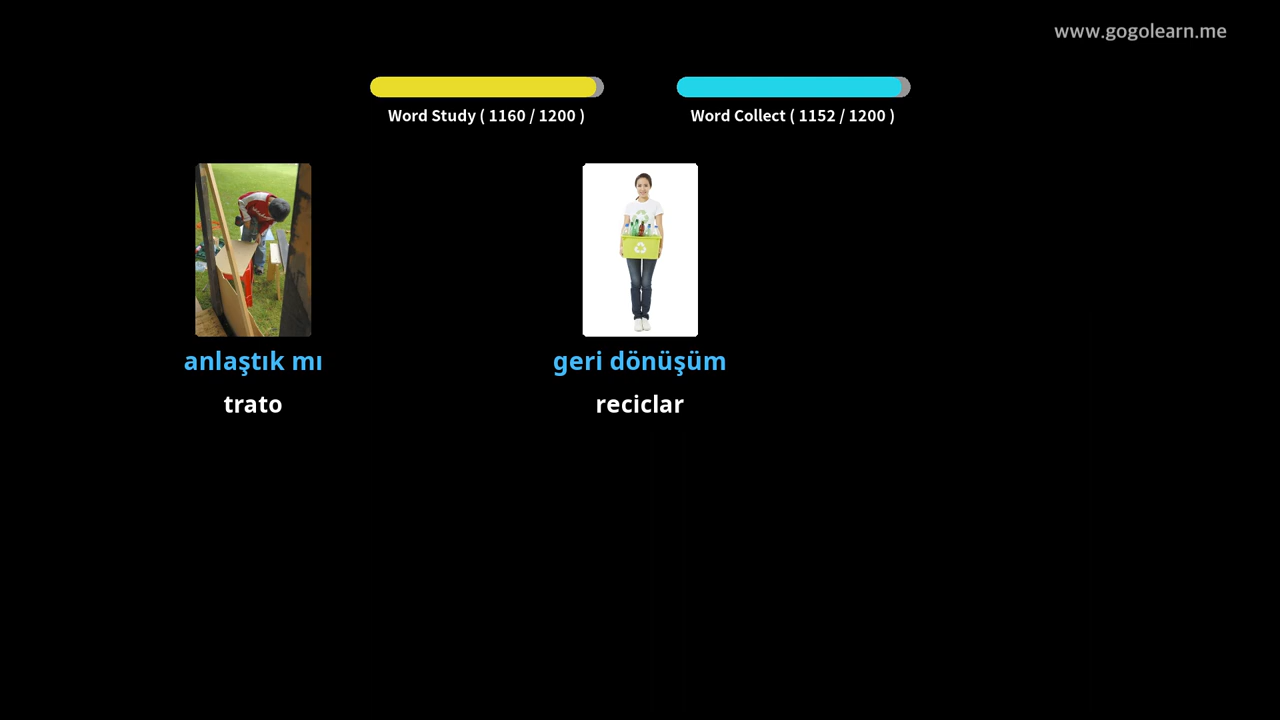 www.gogolearn.me
Word Study ( 1160 / 1200 )
Word Collect ( 1152 / 1200 )
anlaştık mı
geri dönüşüm
trato
reciclar